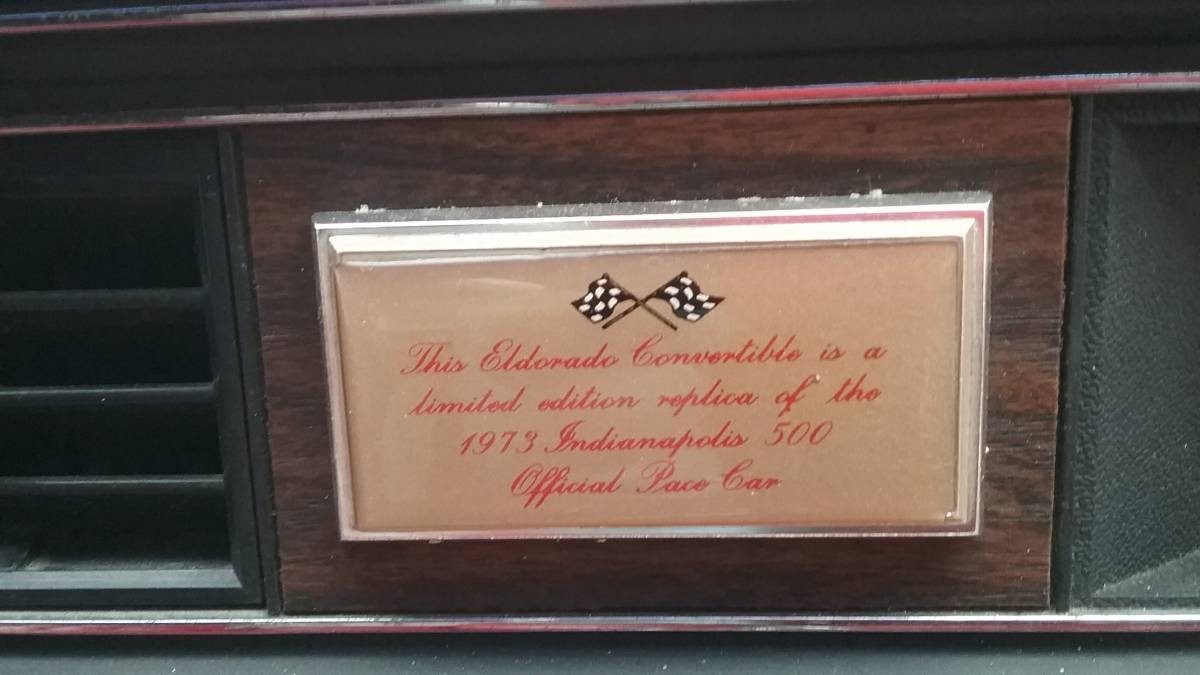 This Eldorado Convertible is a
limited edition replica of the
1973 Indianapolis 500
Official Pace Car